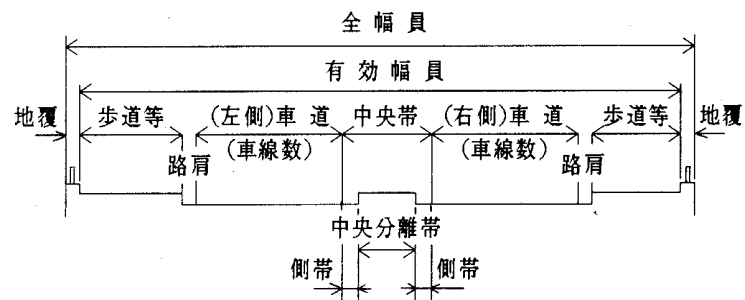 全幅員
有効幅員
地覆 歩道等 (左側)車道 中央帯 (右側)車道 歩道等 地覆
路肩 (車線数) (車線数) 路肩
中央分離帯
側帯 側帯